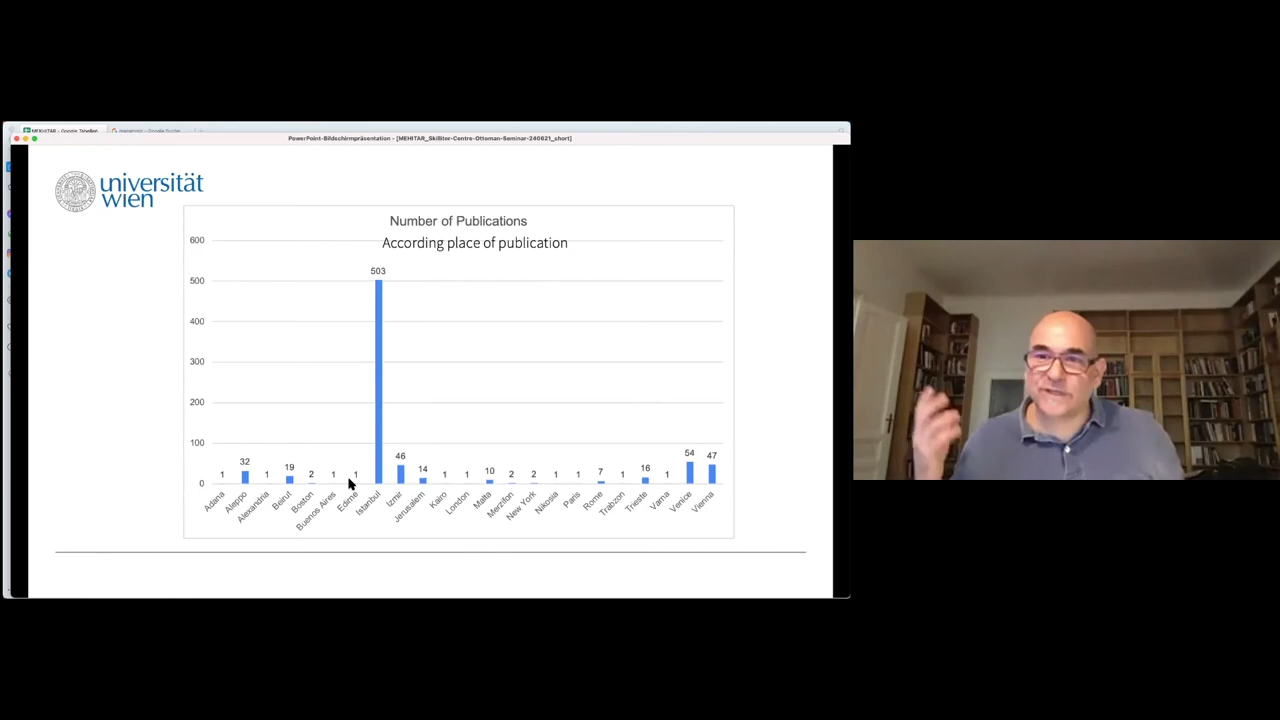 MEKHITAR - Google Tabellen
PowerPoint-Bildschirmpräsentation - [MEHITAR_Skilliter-Centre-Ottoman-Seminar-240621_short]
universität
wien
Number of Publications
According place of publication
600
500
400
300
200
100
0
1
32
1
19
2
1
1
503
46
14
1
1
10
2
2
1
1
7
1
16
1
54
47
Adana
Aleppo
Alexandria
Beirut
Boston
Buenos Aires
Edirne
Istanbul
Izmir
Jerusalem
Kairo
London
Malta
Merzifon
New York
Nikosia
Paris
Rome
Trabzon
Trieste
Varna
Venice
Vienna